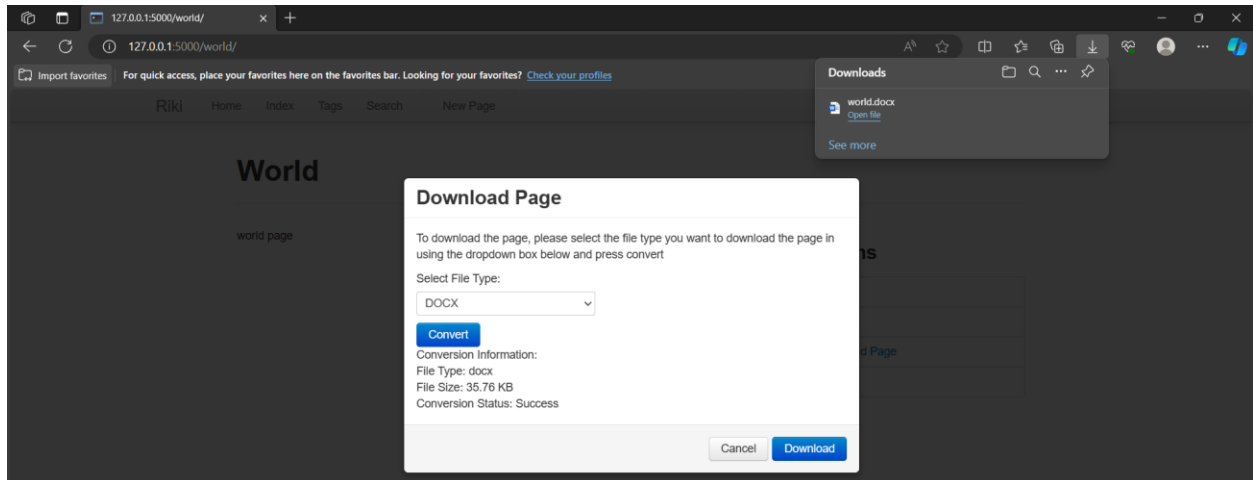 127.0.0.1:5000/world/
127.0.0.1:5000/world/
Import favorites For quick access, place your favorites here on the favorites bar. Looking for your favorites? Check your profiles
Downloads
world.docx
Open file
See more
Riki Home Index Tags Search New Page
World
world page
Download Page
To download the page, please select the file type you want to download the page in
using the dropdown box below and press convert
Select File Type:
DOCX
Convert
Conversion Information:
File Type: docx
File Size: 35.76 KB
Conversion Status: Success
Cancel Download
ns
d Page